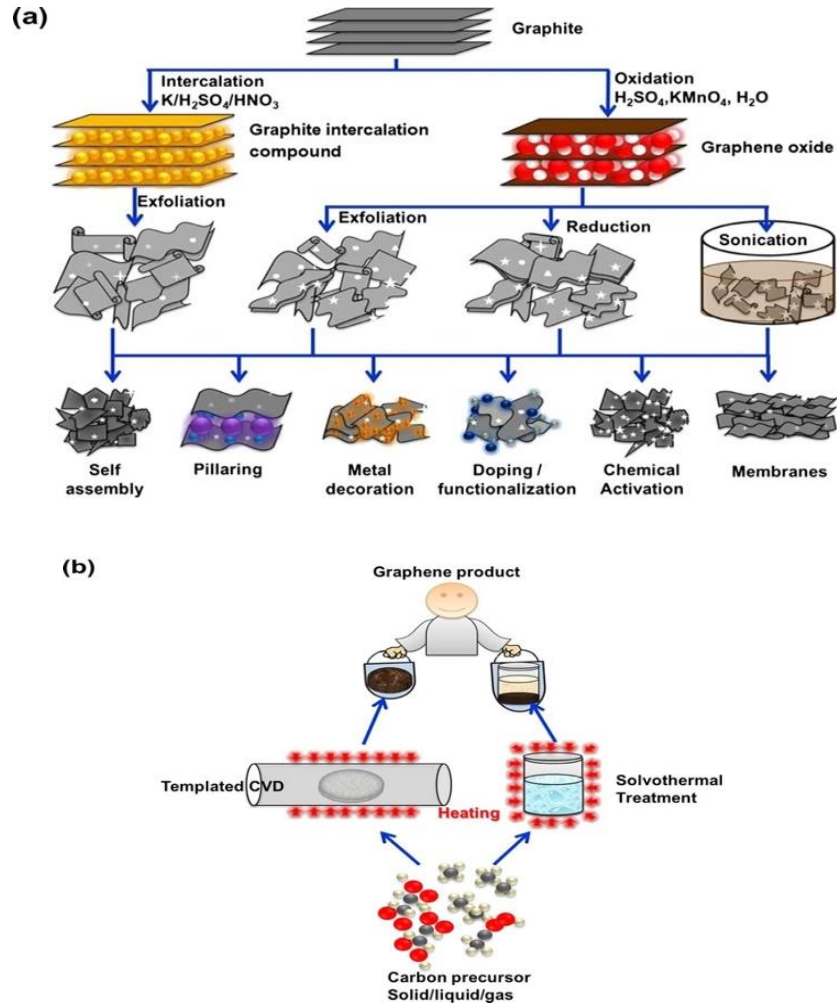 (a)
Graphite
Intercalation
K/H₂SO₄/HNO₃
Oxidation
H₂SO₄,KMnO₄, H₂O
Graphite intercalation
compound
Graphene oxide
Exfoliation
Exfoliation
Reduction
Sonication
Self
assembly
Pillaring
Metal
decoration
Doping /
functionalization
Chemical
Activation
Membranes
(b)
Graphene product
Templated CVD
Heating
Solvothermal
Treatment
Carbon precursor
Solid/liquid/gas